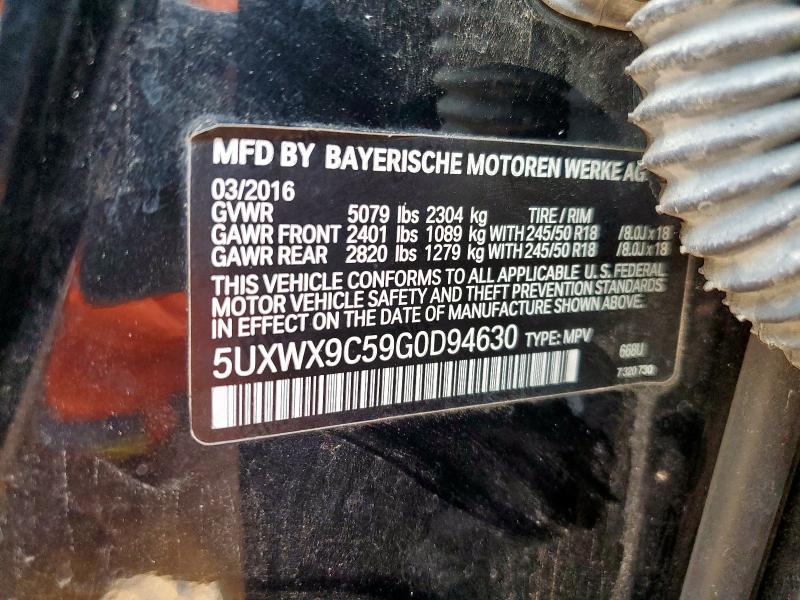 MFD BY BAYERISCHE MOTOREN WERKE AG
03/2016
GVWR 5079 lbs 2304 kg TIRE / RIM
GAWR FRONT 2401 lbs 1089 kg WITH 245/50 R18 /8.0J x 18
GAWR REAR 2820 lbs 1279 kg WITH 245/50 R18 /8.0J x 18
THIS VEHICLE CONFORMS TO ALL APPLICABLE U.S. FEDERAL
MOTOR VEHICLE SAFETY AND THEFT PREVENTION STANDARDS
IN EFFECT ON THE DATE OF MANUFACTURE SHOWN ABOVE.
5UXWX9C59G0D94630 TYPE: MPV 668U
7 320 730